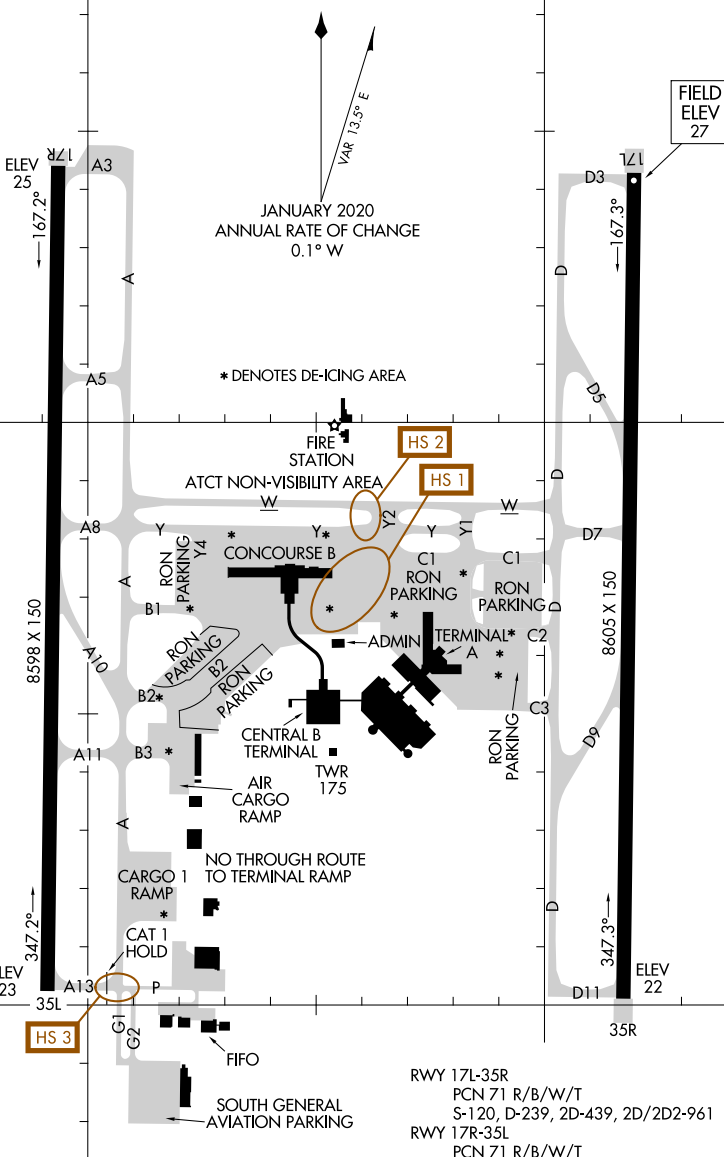 VAR 13.5° E
JANUARY 2020
ANNUAL RATE OF CHANGE
0.1° W
FIELD
ELEV
27
ELEV
25
17R
17L
A3
D3
167.2°
167.3°
A
D
A5
D5
* DENOTES DE-ICING AREA
FIRE
STATION
HS 2
HS 1
ATCT NON-VISIBILITY AREA
W
W
D
A8
Y
Y
Y2
Y
Y1
D7
Y4
RON
PARKING
CONCOURSE B
C1
C1
RON
PARKING
RON
PARKING
A
D
B1
C2
8598 X 150
8605 X 150
ADMIN
TERMINAL
A
A10
RON
PARKING
B2
RON
PARKING
B2
C3
RON
PARKING
D9
CENTRAL B
TERMINAL
TWR
175
A11
B3
AIR
CARGO
RAMP
A
NO THROUGH ROUTE
TO TERMINAL RAMP
CARGO 1
RAMP
347.2°
347.3°
D
CAT 1
HOLD
ELEV
22
A13
P
D11
35L
35R
HS 3
G1
G2
FIFO
SOUTH GENERAL
AVIATION PARKING
RWY 17L-35R
PCN 71 R/B/W/T
S-120, D-239, 2D-439, 2D/2D2-961
RWY 17R-35L
PCN 71 R/B/W/T